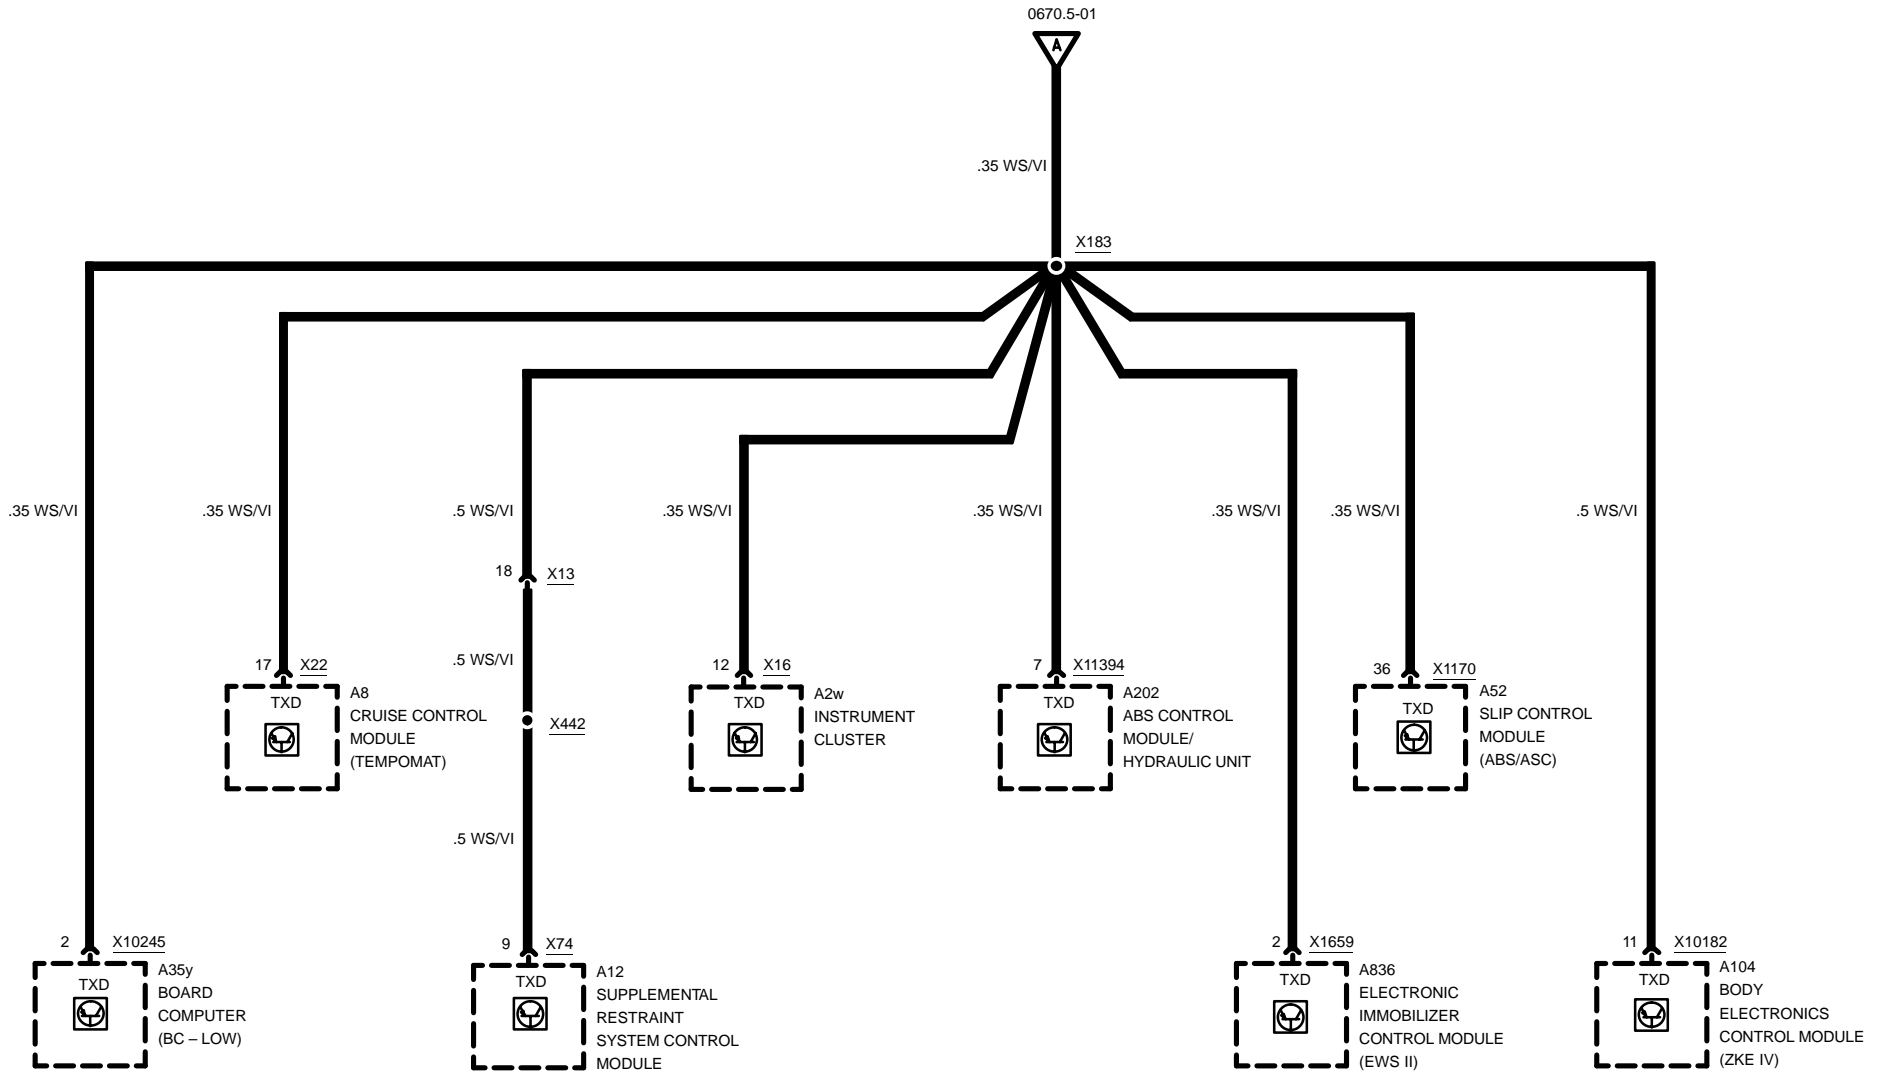 0670.5-01
A
.35 WS/VI
X183
.35 WS/VI
.35 WS/VI
.5 WS/VI
.35 WS/VI
.35 WS/VI
.35 WS/VI
.35 WS/VI
.5 WS/VI
18
X13
.5 WS/VI
17
X22
TXD
A8
CRUISE CONTROL
MODULE
(TEMPOMAT)
X442
12
X16
TXD
A2w
INSTRUMENT
CLUSTER
7
X11394
TXD
A202
ABS CONTROL
MODULE/
HYDRAULIC UNIT
36
X1170
TXD
A52
SLIP CONTROL
MODULE
(ABS/ASC)
.5 WS/VI
2
X10245
TXD
A35y
BOARD
COMPUTER
(BC – LOW)
9
X74
TXD
A12
SUPPLEMENTAL
RESTRAINT
SYSTEM CONTROL
MODULE
2
X1659
TXD
A836
ELECTRONIC
IMMOBILIZER
CONTROL MODULE
(EWS II)
11
X10182
TXD
A104
BODY
ELECTRONICS
CONTROL MODULE
(ZKE IV)